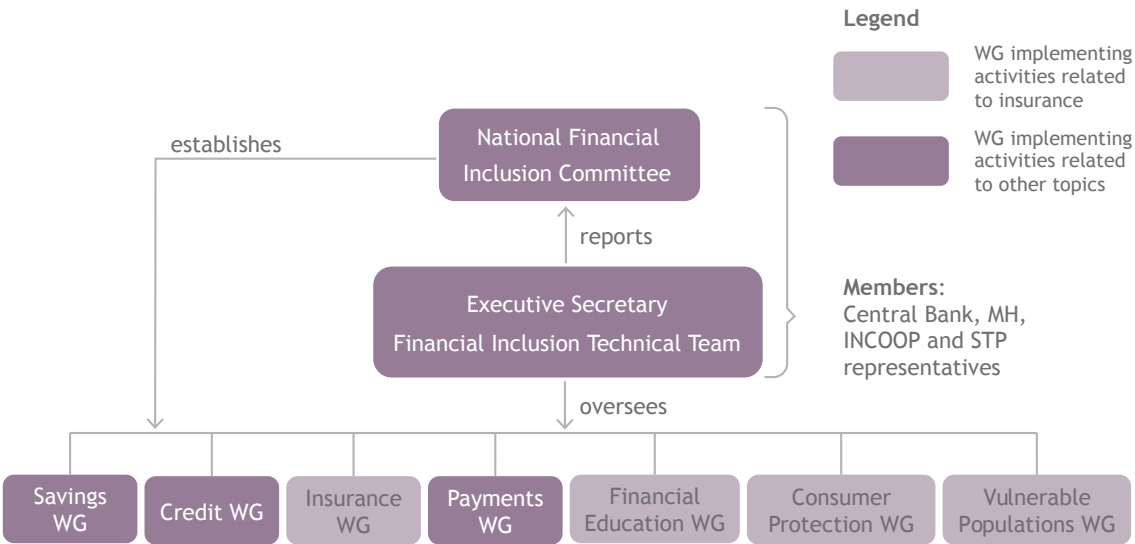 Legend
WG implementing
activities related
to insurance
WG implementing
activities related
to other topics
establishes
National Financial
Inclusion Committee
reports
Executive Secretary
Financial Inclusion Technical Team
Members:
Central Bank, MH,
INCOOP and STP
representatives
oversees
Savings
WG
Credit WG
Insurance
WG
Payments
WG
Financial
Education WG
Consumer
Protection WG
Vulnerable
Populations WG